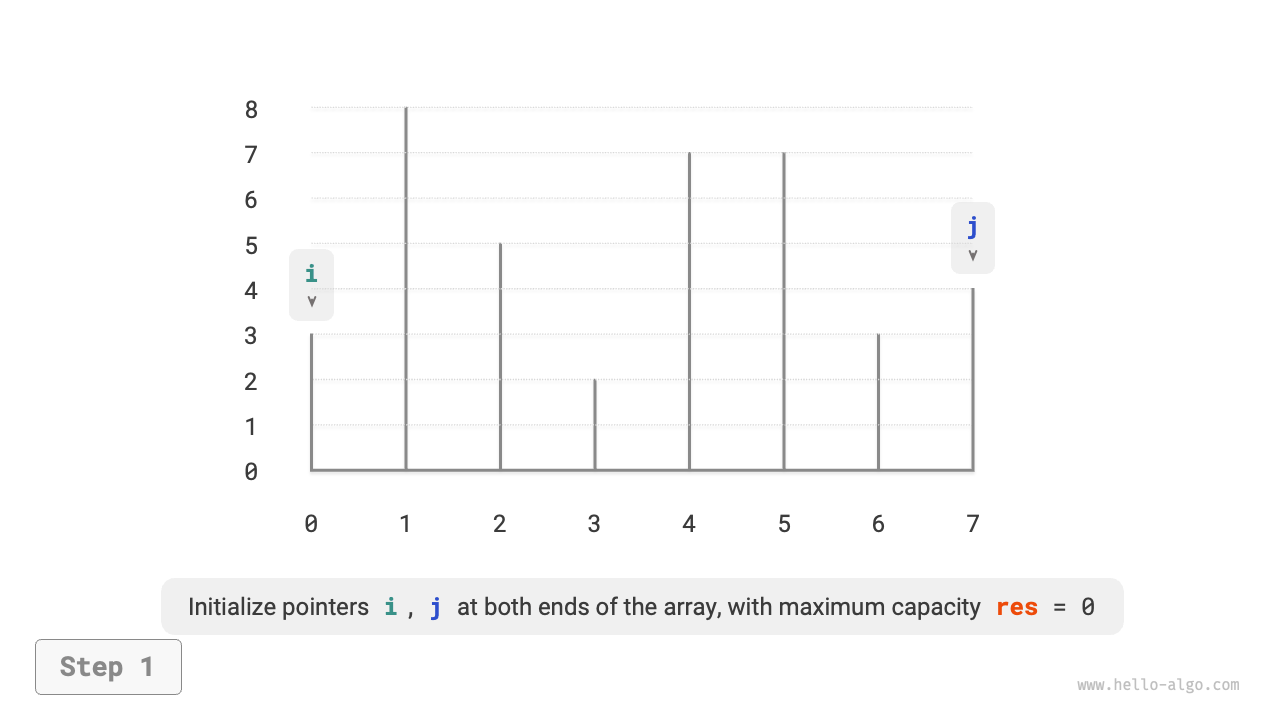 8
7
6
5
4
3
2
1
0
i
j
0 1 2 3 4 5 6 7
Initialize pointers i , j at both ends of the array, with maximum capacity res = 0
Step 1
www.hello-algo.com